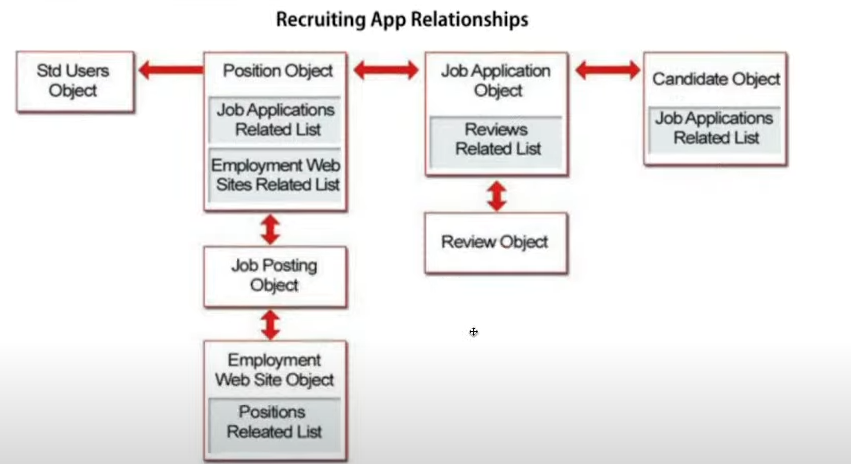 Recruiting App Relationships
Std Users
Object
Position Object
Job Applications
Related List
Employment Web
Sites Related List
Job Application
Object
Reviews
Related List
Candidate Object
Job Applications
Related List
Review Object
Job Posting
Object
Employment
Web Site Object
Positions
Releated List